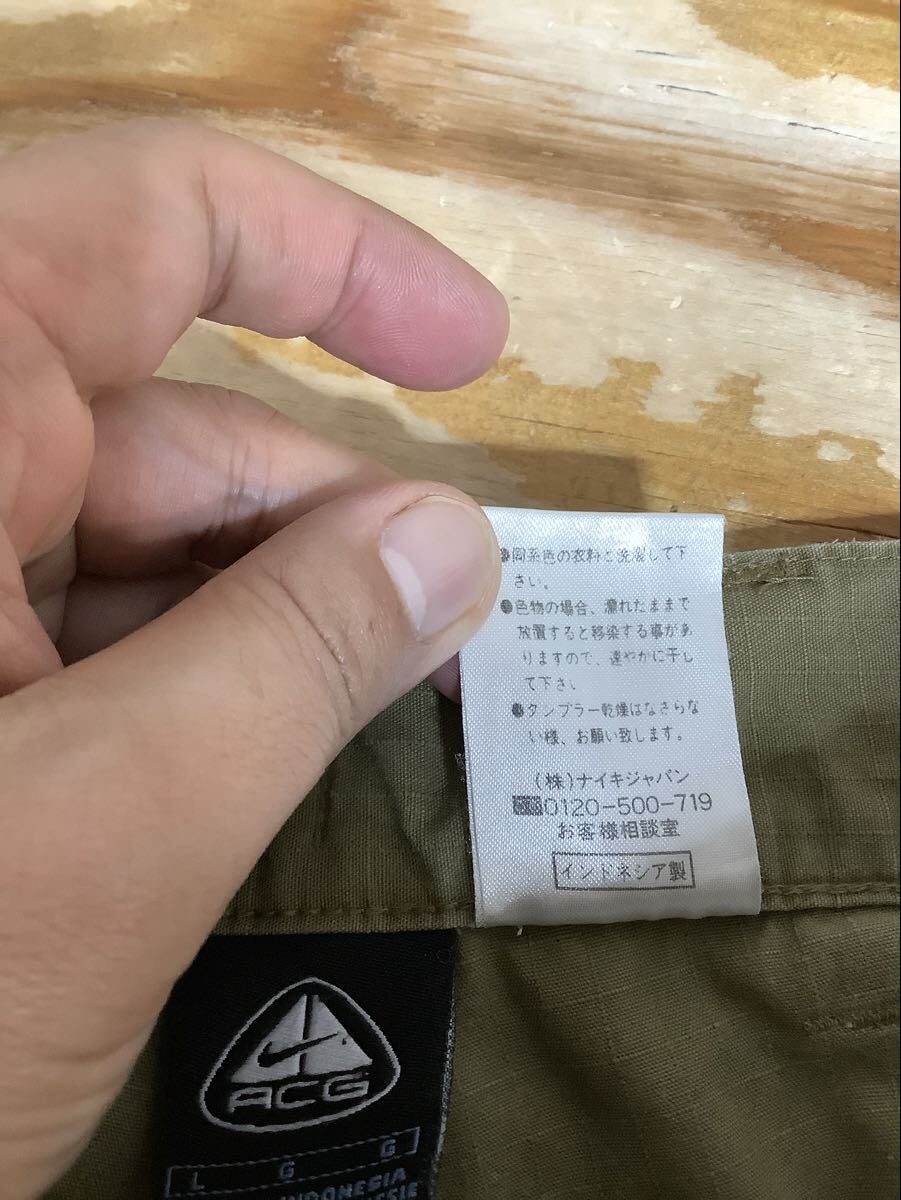 ●同系色の衣料と洗濯して下
さい。
●色物の場合、濡れたままで
放置すると移染する事があ
りますので、速やかに干し
て下さい
●タンブラー乾燥はなさらな
い様、お願い致します。
(株)ナイキジャパン
0120-500-719
お客様相談室
インドネシア製
ACG
L G G
INDONESIA